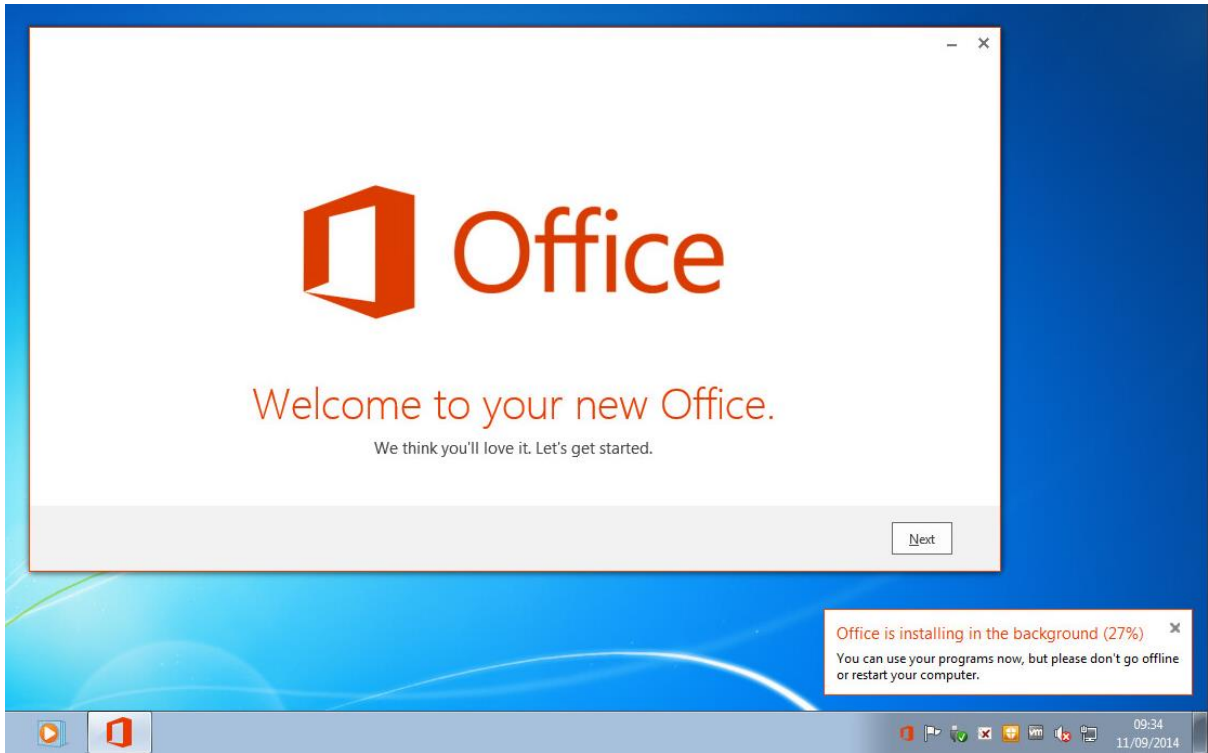 Office
Welcome to your new Office.
We think you'll love it. Let's get started.
Next
Office is installing in the background (27%)
You can use your programs now, but please don't go offline
or restart your computer.
09:34
11/09/2014